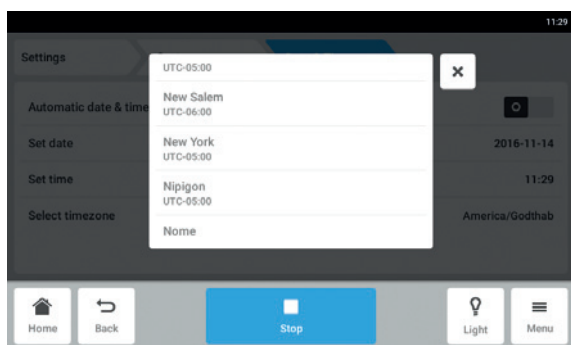 11:29
Settings
UTC-05:00
New Salem
UTC-06:00
New York
UTC-05:00
Nipigon
UTC-05:00
Nome
Automatic date & time
Set date
2016-11-14
Set time
11:29
Select timezone
America/Godthab
Home
Back
Stop
Light
Menu